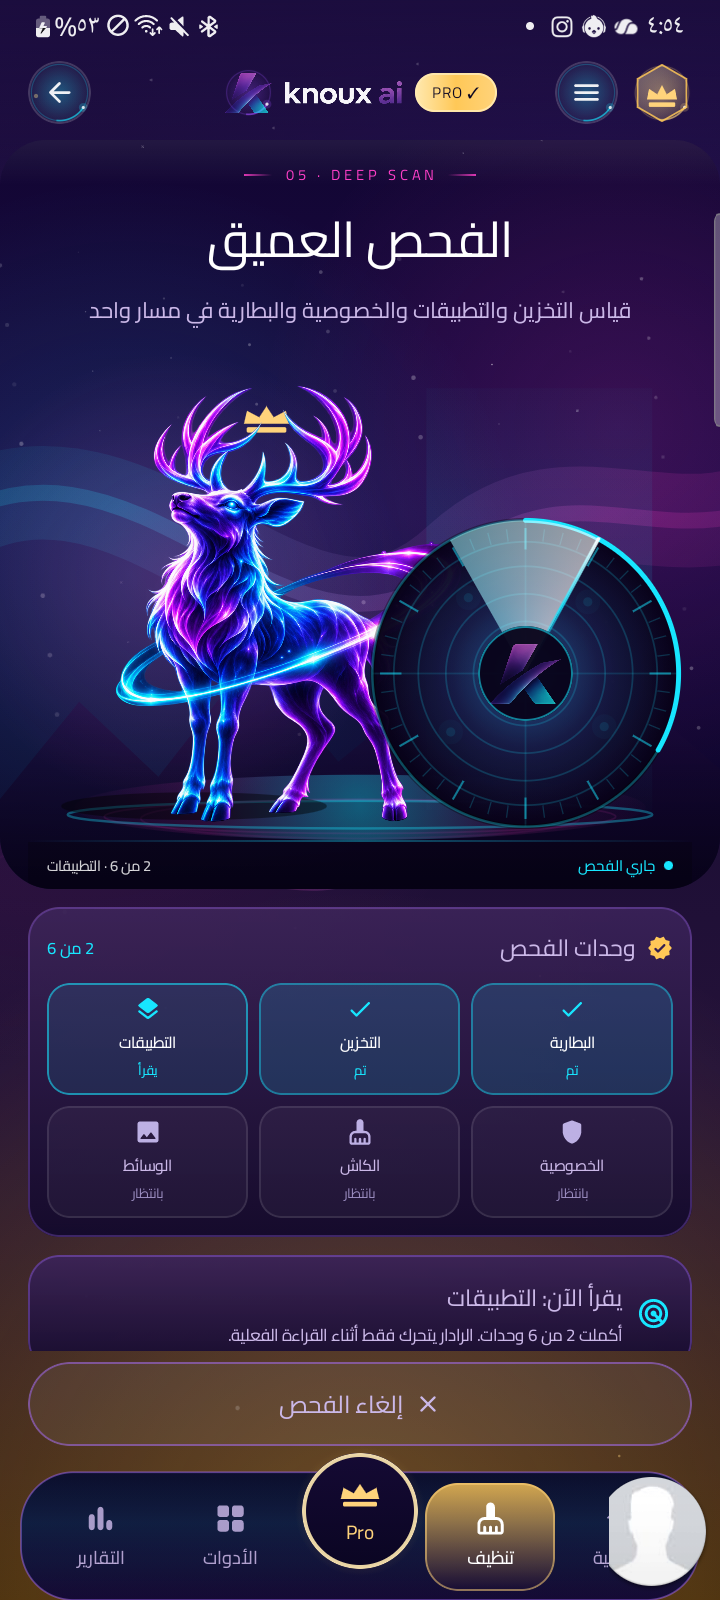 ٤:٥٤
%٥٣
knoux ai
PRO ✓
05 · DEEP SCAN
الفحص العميق
قياس التخزين والتطبيقات والخصوصية والبطارية في مسار واحد
جاري الفحص
2 من 6 · التطبيقات
وحدات الفحص
2 من 6
البطارية
تم
التخزين
تم
التطبيقات
يقرأ
الخصوصية
بانتظار
الكاش
بانتظار
الوسائط
بانتظار
يقرأ الآن: التطبيقات
أكملت 2 من 6 وحدات. الرادار يتحرك فقط أثناء القراءة الفعلية.
إلغاء الفحص
تنظيف
Pro
الأدوات
التقارير